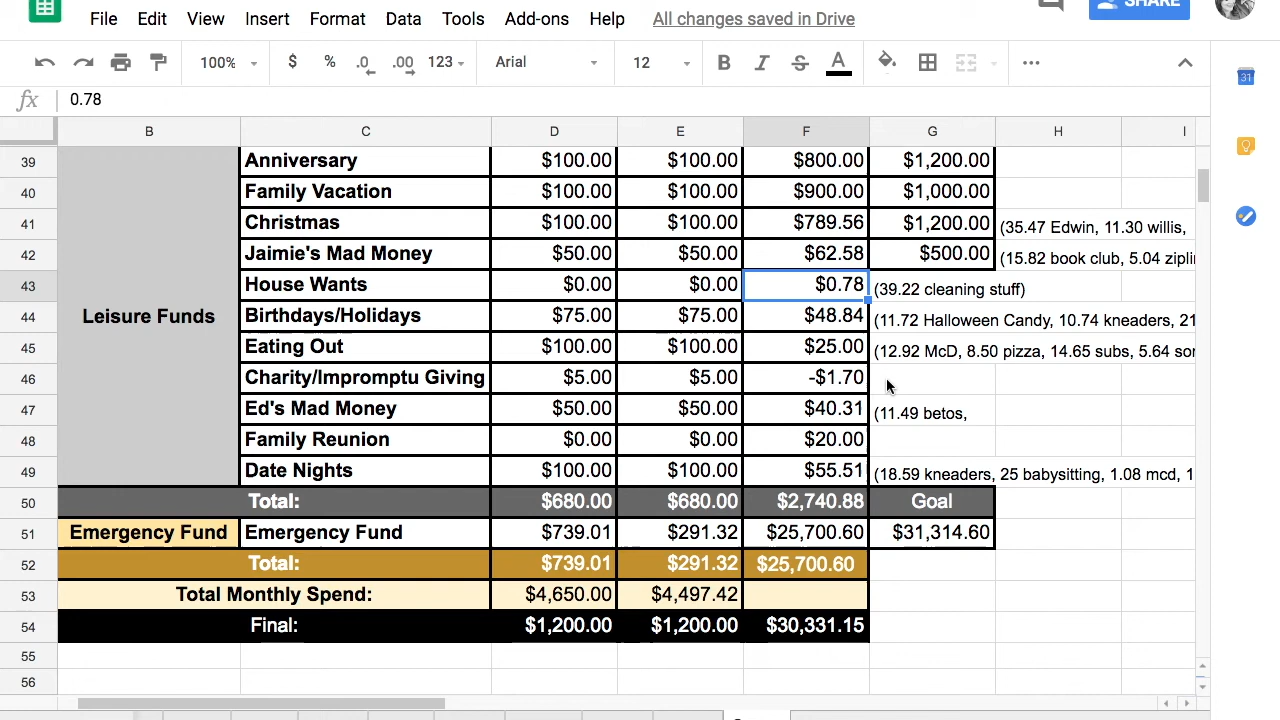 File Edit View Insert Format Data Tools Add-ons Help All changes saved in Drive SHARE
100% $ % .0 .00 123 Arial 12 B I S A 31
fx 0.78
B C D E F G H I
39 Anniversary $100.00 $100.00 $800.00 $1,200.00
40 Family Vacation $100.00 $100.00 $900.00 $1,000.00
41 Christmas $100.00 $100.00 $789.56 $1,200.00 (35.47 Edwin, 11.30 willis,
42 Jaimie's Mad Money $50.00 $50.00 $62.58 $500.00 (15.82 book club, 5.04
43 House Wants $0.00 $0.00 $0.78 (39.22 cleaning stuff)
44 Leisure Funds Birthdays/Holidays $75.00 $75.00 $48.84 (11.72 Halloween Candy, 10.74 kneaders, 21
45 Eating Out $100.00 $100.00 $25.00 (12.92 McD, 8.50 pizza, 14.65 subs, 5.64
46 Charity/Impromptu Giving $5.00 $5.00 -$1.70
47 Ed's Mad Money $50.00 $50.00 $40.31 (11.49 betos,
48 Family Reunion $0.00 $0.00 $20.00
49 Date Nights $100.00 $100.00 $55.51 (18.59 kneaders, 25 babysitting, 1.08 mcd, 1
50 Total: $680.00 $680.00 $2,740.88 Goal
51 Emergency Fund Emergency Fund $739.01 $291.32 $25,700.60 $31,314.60
52 Total: $739.01 $291.32 $25,700.60
53 Total Monthly Spend: $4,650.00 $4,497.42
54 Final: $1,200.00 $1,200.00 $30,331.15
55
56